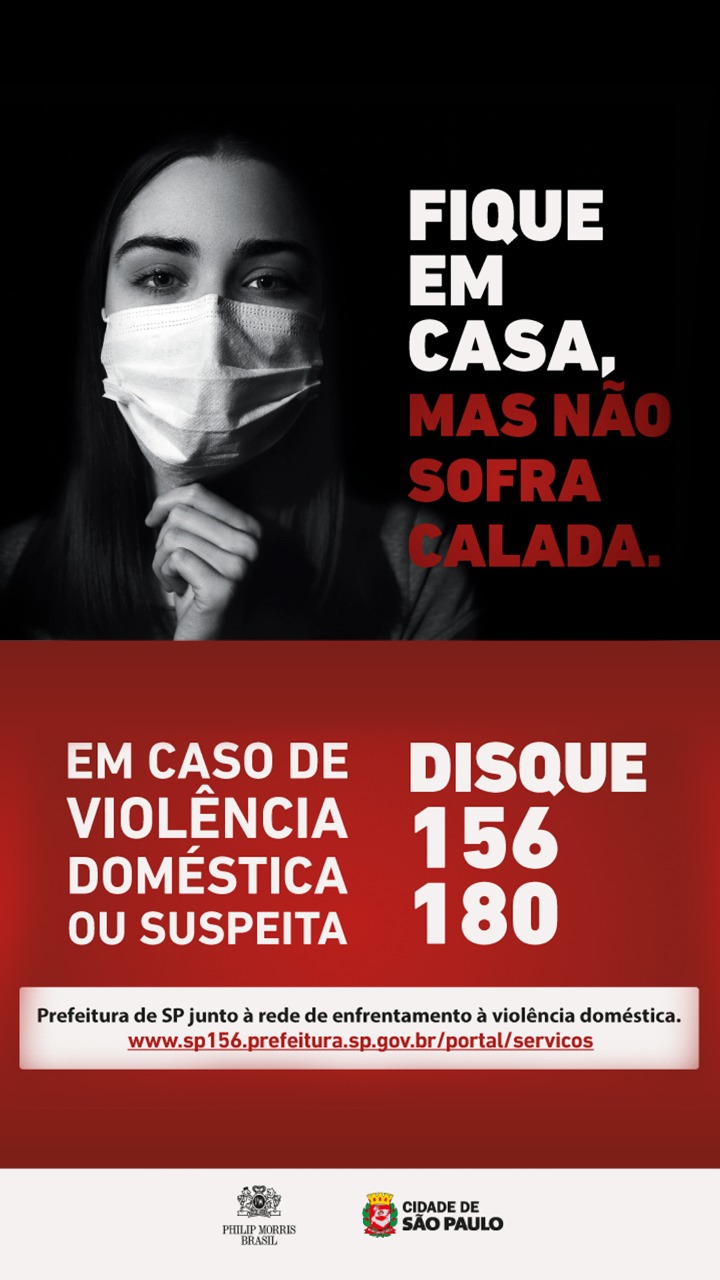 FIQUE
EM
CASA,
MAS NÃO
SOFRA
CALADA.
EM CASO DE
VIOLÊNCIA
DOMÉSTICA
OU SUSPEITA
DISQUE
156
180
Prefeitura de SP junto à rede de enfrentamento à violência doméstica.
www.sp156.prefeitura.sp.gov.br/portal/servicos
PHILIP MORRIS
BRASIL
CIDADE DE
SÃO PAULO